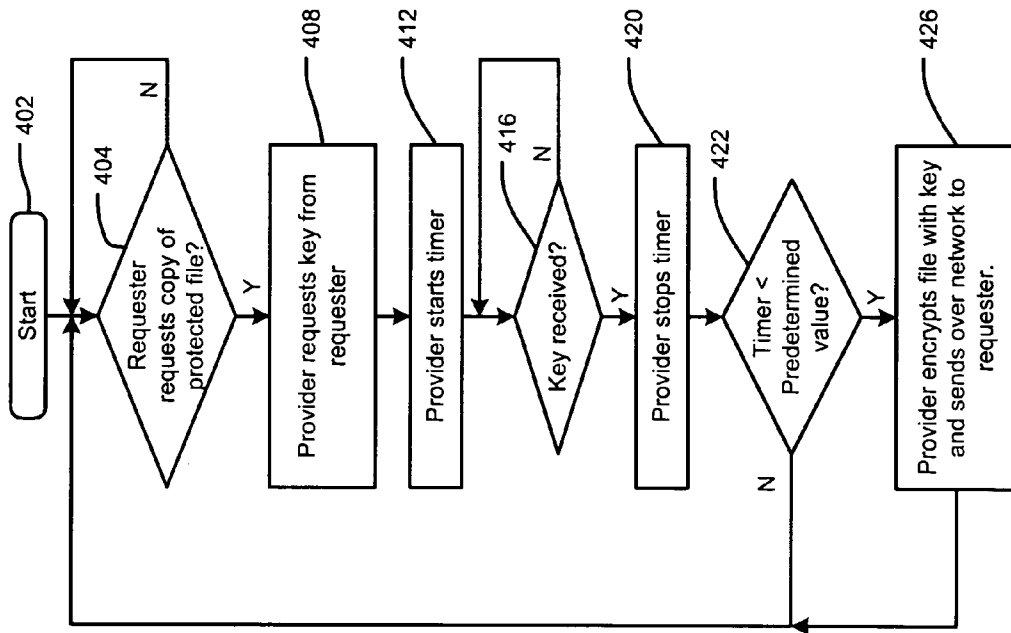 Start
402
404
Requester
requests copy of
protected file?
N
Y
408
Provider requests key from
requester
412
Provider starts timer
416
Key received?
N
Y
420
Provider stops timer
422
Timer <
Predetermined
value?
N
Y
426
Provider encrypts file with key
and sends over network to
requester.